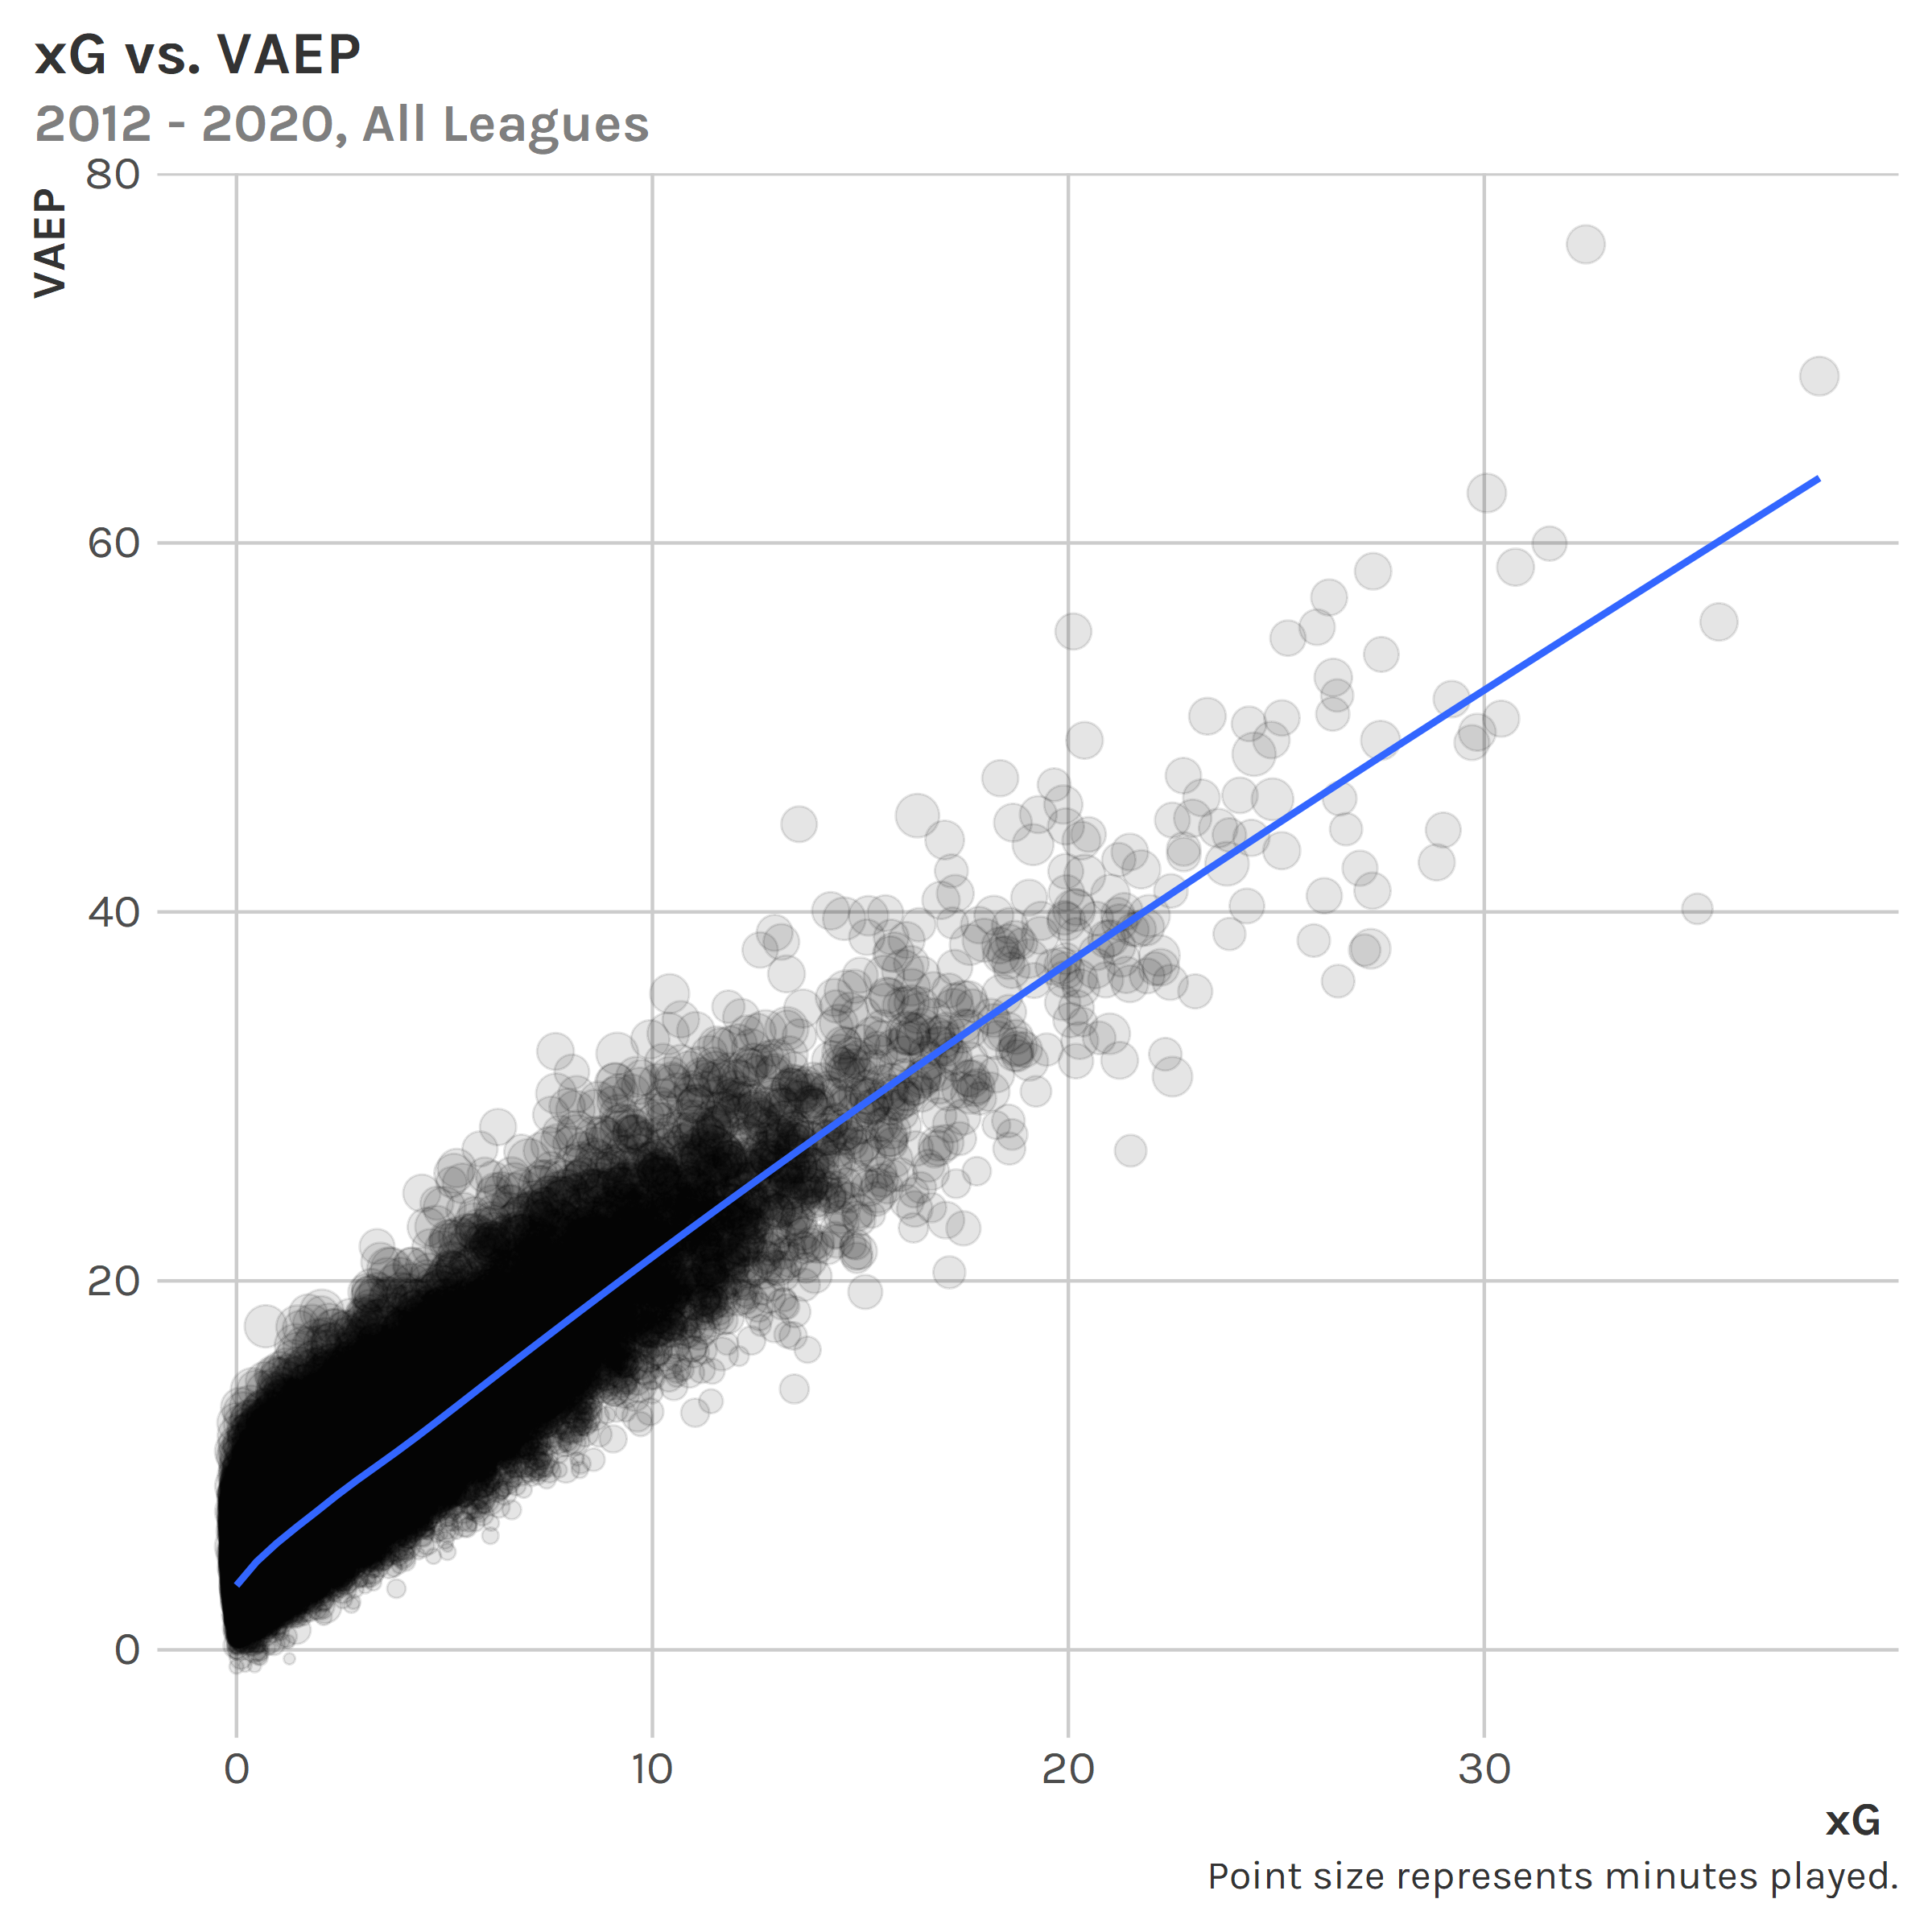 xG vs. VAEP
2012 - 2020, All Leagues
VAEP
80
60
40
20
0
0 10 20 30
xG
Point size represents minutes played.